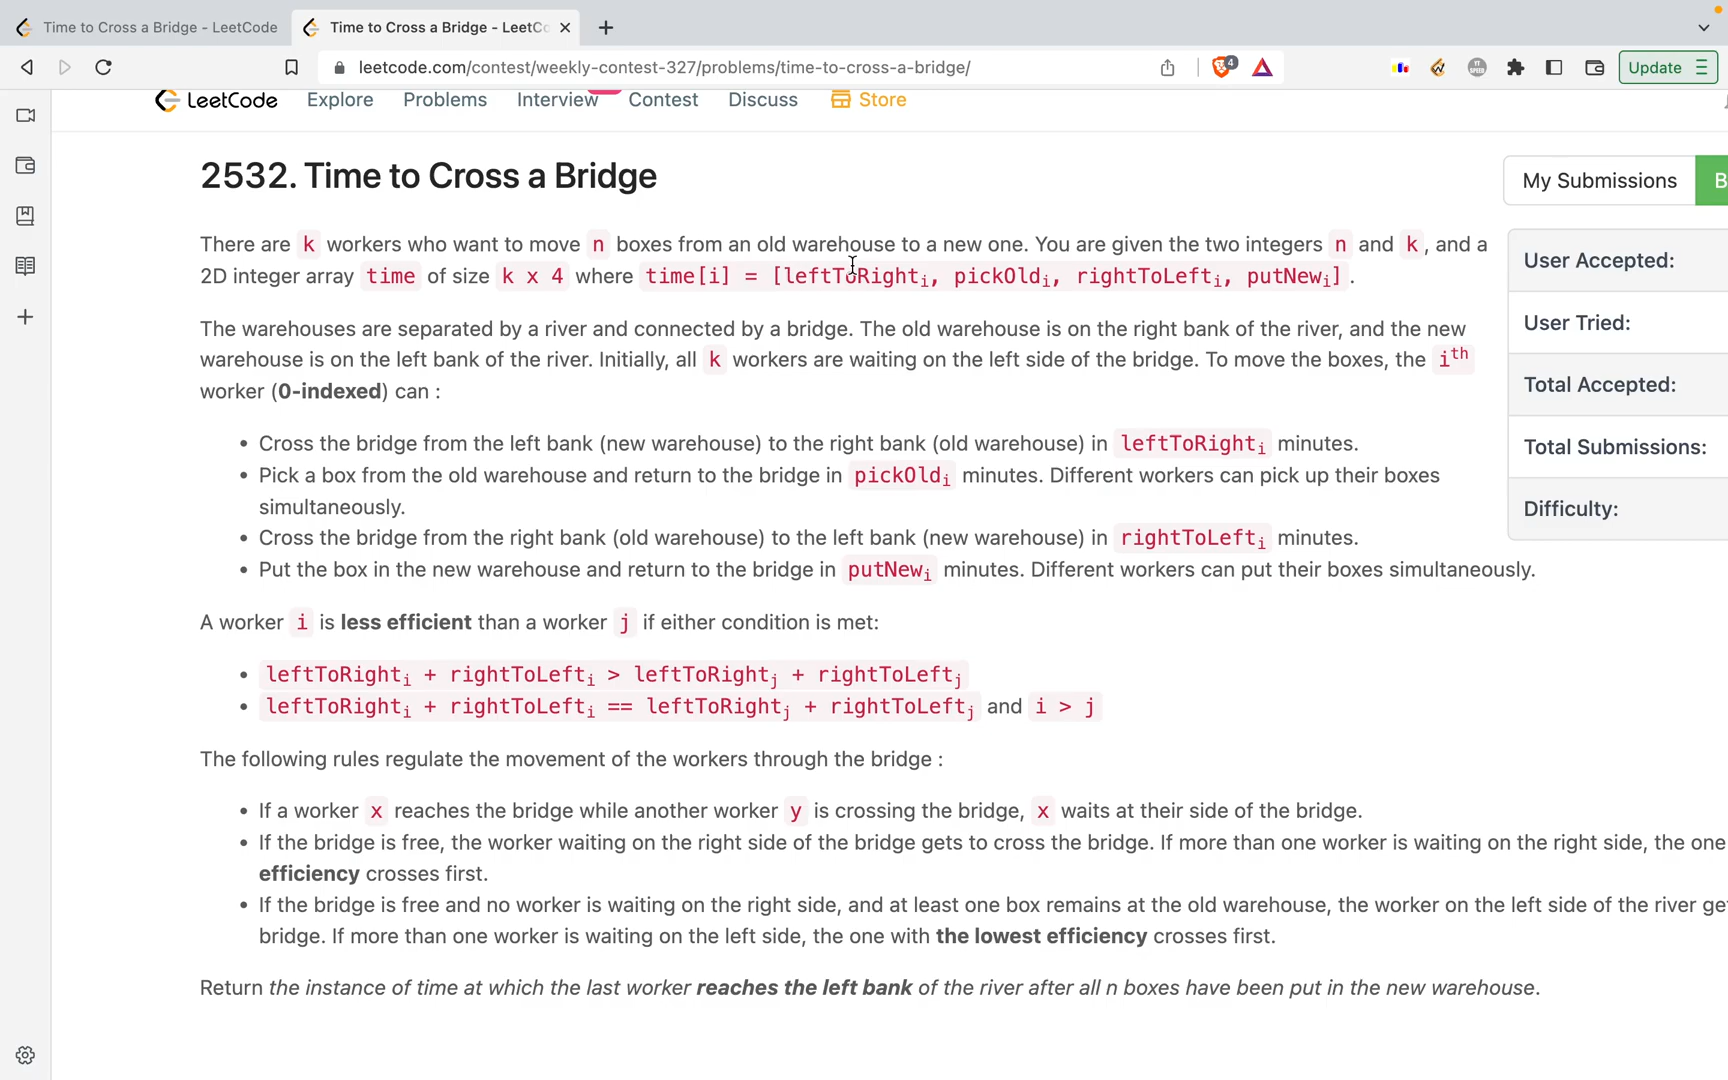 Time to Cross a Bridge - LeetCode
Time to Cross a Bridge - LeetCo
leetcode.com/contest/weekly-contest-327/problems/time-to-cross-a-bridge/
4
Update
LeetCode Explore Problems Interview Contest Discuss Store
2532. Time to Cross a Bridge
My Submissions
There are k workers who want to move n boxes from an old warehouse to a new one. You are given the two integers n and k, and a
2D integer array time of size k x 4 where time[i] = [leftToRighti, pickOldi, rightToLefti, putNewi].
The warehouses are separated by a river and connected by a bridge. The old warehouse is on the right bank of the river, and the new
warehouse is on the left bank of the river. Initially, all k workers are waiting on the left side of the bridge. To move the boxes, the ith
worker (0-indexed) can :
Cross the bridge from the left bank (new warehouse) to the right bank (old warehouse) in leftToRighti minutes.
Pick a box from the old warehouse and return to the bridge in pickOldi minutes. Different workers can pick up their boxes
simultaneously.
Cross the bridge from the right bank (old warehouse) to the left bank (new warehouse) in rightToLefti minutes.
Put the box in the new warehouse and return to the bridge in putNewi minutes. Different workers can put their boxes simultaneously.
A worker i is less efficient than a worker j if either condition is met:
leftToRighti + rightToLefti > leftToRightj + rightToLeftj
leftToRighti + rightToLefti == leftToRightj + rightToLeftj and i > j
The following rules regulate the movement of the workers through the bridge :
If a worker x reaches the bridge while another worker y is crossing the bridge, x waits at their side of the bridge.
If the bridge is free, the worker waiting on the right side of the bridge gets to cross the bridge. If more than one worker is waiting on the right side, the one
efficiency crosses first.
If the bridge is free and no worker is waiting on the right side, and at least one box remains at the old warehouse, the worker on the left side of the river ge
bridge. If more than one worker is waiting on the left side, the one with the lowest efficiency crosses first.
Return the instance of time at which the last worker reaches the left bank of the river after all n boxes have been put in the new warehouse.
User Accepted:
User Tried:
Total Accepted:
Total Submissions:
Difficulty: